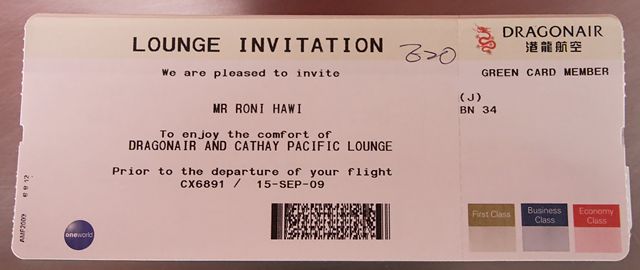 LOUNGE INVITATION
We are pleased to invite
MR RONI HAWI
To enjoy the comfort of
DRAGONAIR AND CATHAY PACIFIC LOUNGE
Prior to the departure of your flight
CX6891 / 15-SEP-09
oneworld
DRAGONAIR
港龍航空
GREEN CARD MEMBER
(J)
BN 34
First Class
Business Class
Economy Class